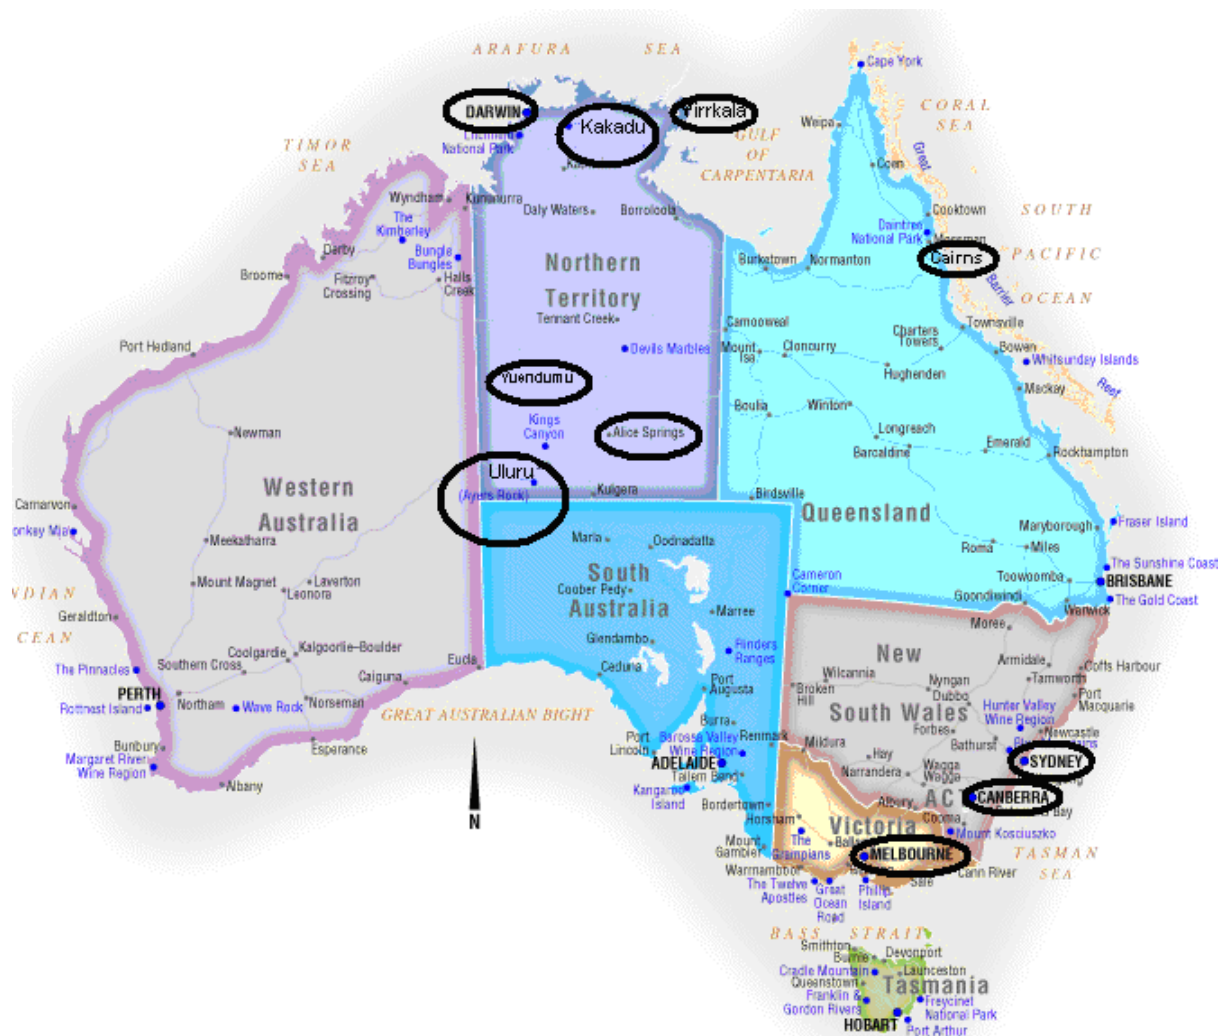 ARAFURA SEA
Cape York
CORAL
SEA
DARWIN
Kakadu
Yirrkala
National Park
GULF
OF
CARPENTARIA
TIMOR
SEA
Weipa
Great
Coen
Wyndham
Kununurra
Daly Waters
Borroloola
Cooktown
SOUTH
The
Kimberley
Daintree
National Park
Mossman
Derby
Bungle
Bungles
Cairns
PACIFIC
Broome
Fitzroy
Crossing
Halls
Creek
Northern
Territory
Burketown
Normanton
Barrier
OCEAN
Tennant Creek
Camooweal
Townsville
Port Hedland
Devils Marbles
Mount
Isa
Cloncurry
Charters
Towers
Bowen
Whitsunday Islands
Hughenden
Reef
Mackay
Yuendumu
Kings
Canyon
Alice Springs
Boulia
Winton
Newman
Longreach
Barcaldine
Emerald
Rockhampton
Uluru
(Ayers Rock)
Kulgera
Birdsville
Western
Australia
Queensland
Carnarvon
onkey Mia
Fraser Island
Maryborough
Meekatharra
Marla
Oodnadatta
Roma
Miles
The Sunshine Coast
South
Australia
Cameron
Corner
Toowoomba
BRISBANE
Mount Magnet
Laverton
Leonora
Coober Pedy
Goondiwindi
The Gold Coast
Warwick
NDIAN
CEAN
Geraldton
Marree
Moree
Glendambo
Flinders
Ranges
New
South Wales
Armidale
Coffs Harbour
The Pinnacles
Southern Cross
Coolgardie
Kalgoorlie–Boulder
Eucla
Caiguna
Ceduna
Port
Augusta
Broken
Hill
Wilcannia
Nyngan
Dubbo
Tamworth
Port
Macquarie
PERTH
Rottnest Island
Northam
Wave Rock
Norseman
GREAT AUSTRALIAN BIGHT
Burra
Forbes
Hunter Valley
Wine Region
Newcastle
Bunbury
Margaret River
Wine Region
Esperance
Albany
Port
Lincoln
Barossa Valley
Wine Region
Renmark
Mildura
Hay
Bathurst
SYDNEY
ADELAIDE
Tailem Bend
Narrandera
Wagga
Wagga
ACT
CANBERRA
Kangaroo
Island
Bordertown
Albury
Bay
N
Horsham
Victoria
Cooma
Mount Kosciuszko
Mount
Gambier
The
Grampians
MELBOURNE
TASMAN
SEA
Warrnambool
Sale
Cann River
The Twelve
Apostles
Great
Ocean
Road
Phillip
Island
BASS STRAIT
Smithton
Burnie
Devonport
Cradle Mountain
Launceston
Queenstown
Tasmania
Franklin &
Gordon Rivers
Freycinet
National Park
HOBART
Port Arthur